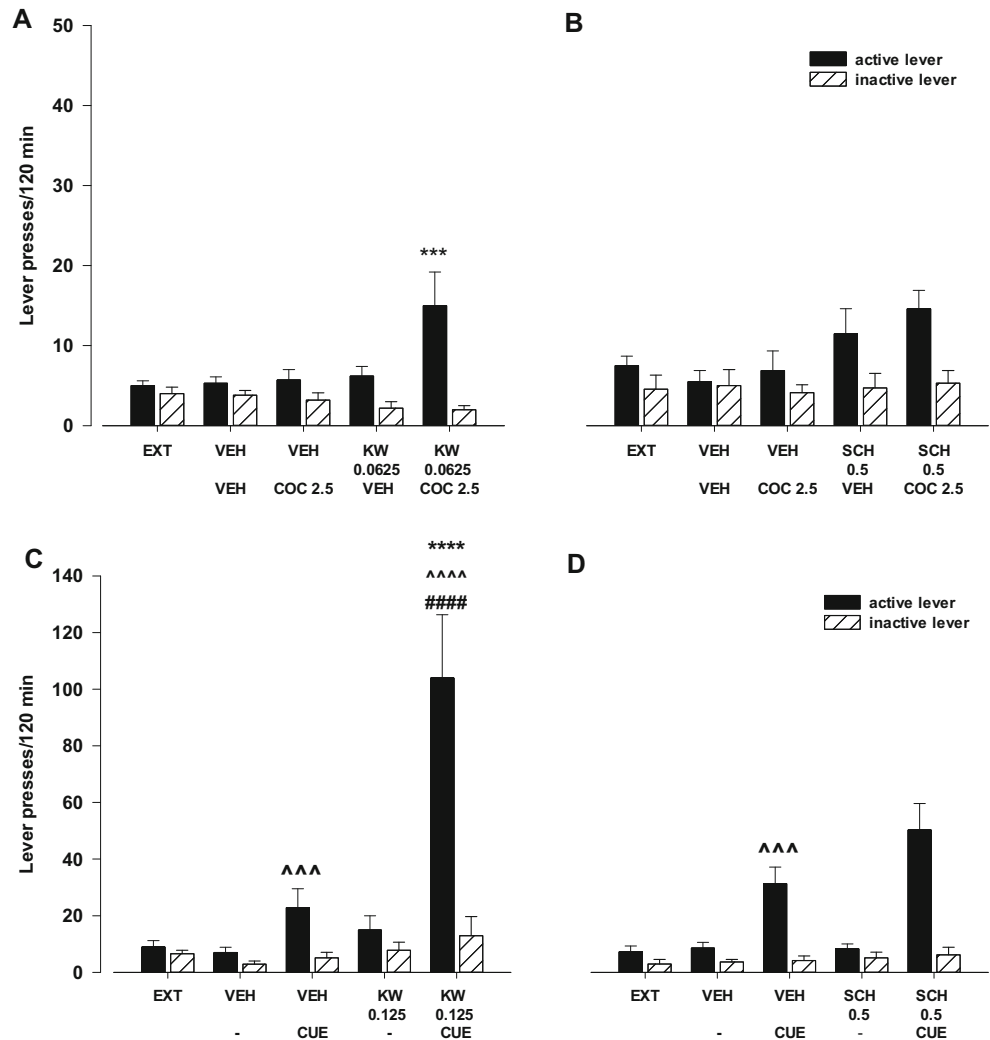 A
50
40
30
20
10
0
Lever presses/120 min
***
EXT VEH VEH KW KW
0.0625 0.0625
VEH COC 2.5 VEH COC 2.5
B
active lever
inactive lever
EXT VEH VEH SCH SCH
0.5 0.5
VEH COC 2.5 VEH COC 2.5
C
140
120
100
80
60
40
20
0
Lever presses/120 min
^^^
****
^^^^
####
EXT VEH VEH KW KW
0.125 0.125
- CUE - CUE
D
active lever
inactive lever
^^^
EXT VEH VEH SCH SCH
0.5 0.5
- CUE - CUE